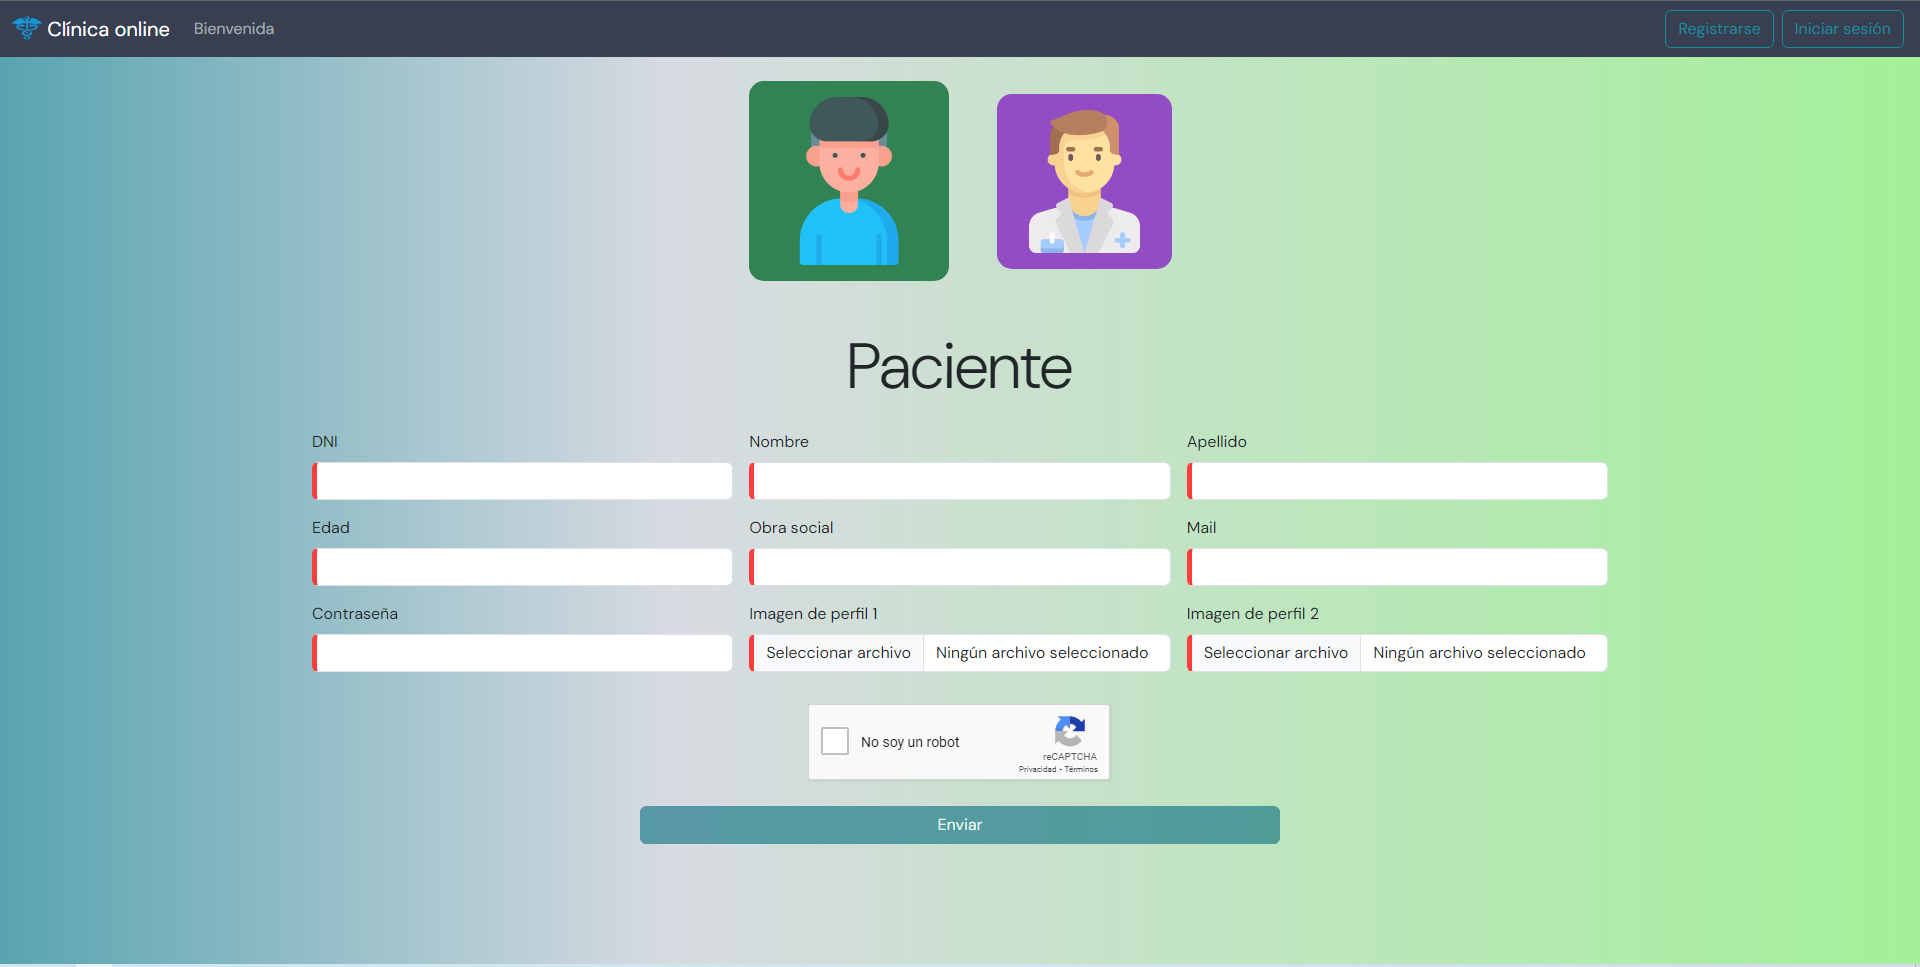 Clínica online Bienvenida Registrarse Iniciar sesión
Paciente
DNI Nombre Apellido
Edad Obra social Mail
Contraseña Imagen de perfil 1 Imagen de perfil 2
Seleccionar archivo Ningún archivo seleccionado Seleccionar archivo Ningún archivo seleccionado
No soy un robot
reCAPTCHA
Privacidad - Términos
Enviar